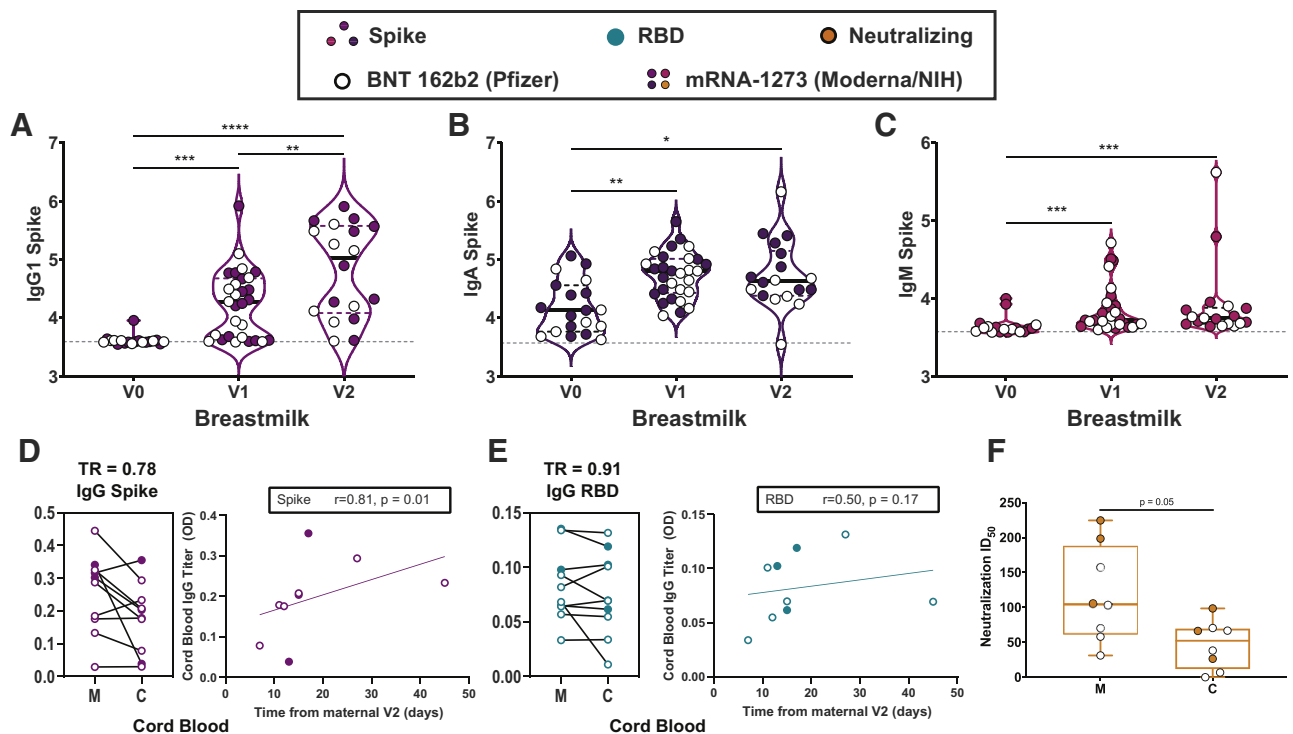 Spike
RBD
Neutralizing
BNT 162b2 (Pfizer)
mRNA-1273 (Moderna/NIH)
A
7
6
5
4
3
IgG1 Spike
****
***
**
V0
V1
V2
Breastmilk
B
7
6
5
4
3
IgA Spike
*
**
V0
V1
V2
Breastmilk
C
6
5
4
3
IgM Spike
***
***
V0
V1
V2
Breastmilk
D
TR = 0.78
IgG Spike
0.5
0.4
0.3
0.2
0.1
0.0
M
C
Cord Blood
Spike r=0.81, p = 0.01
Cord Blood IgG Titer (OD)
0.4
0.3
0.2
0.1
0.0
0
10
20
30
40
50
Time from maternal V2 (days)
E
TR = 0.91
IgG RBD
0.15
0.10
0.05
0.00
M
C
Cord Blood
RBD r=0.50, p = 0.17
Cord Blood IgG Titer (OD)
0.15
0.10
0.05
0.00
0
10
20
30
40
50
Time from maternal V2 (days)
F
p = 0.05
Neutralization ID50
250
200
150
100
50
0
M
C